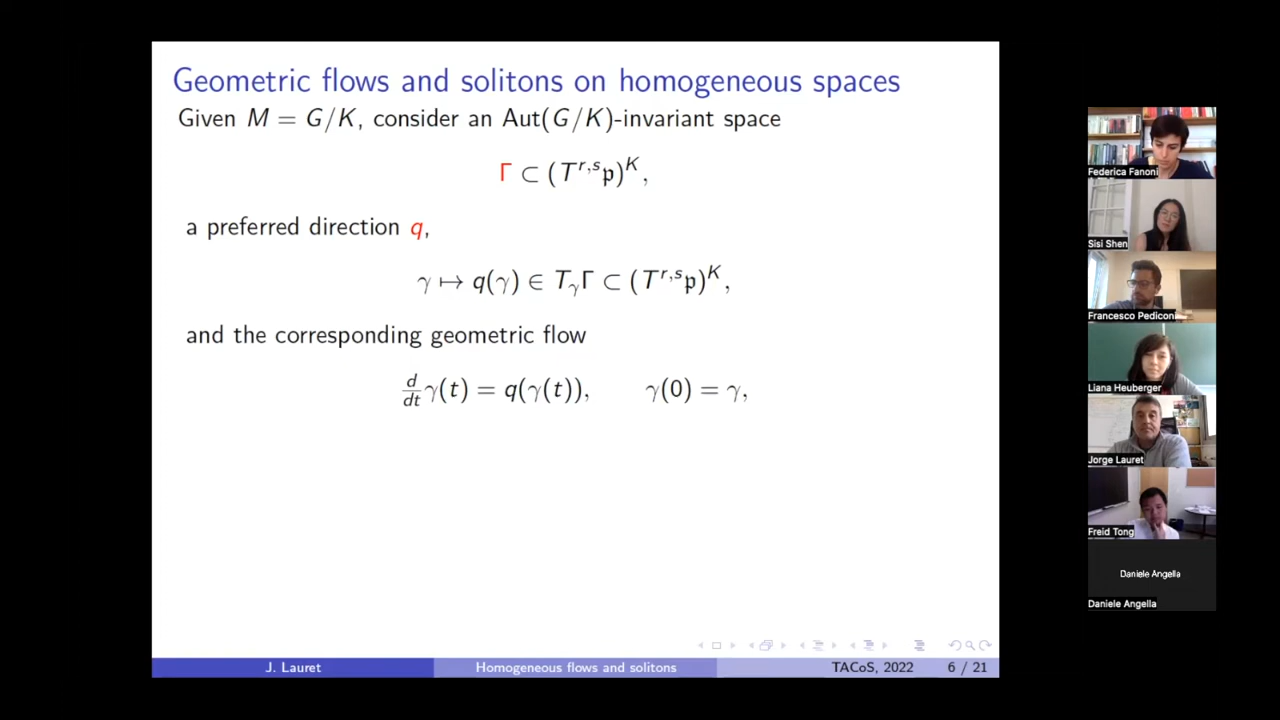 Geometric flows and solitons on homogeneous spaces
Given M = G/K, consider an Aut(G/K)-invariant space
Γ ⊂ (T^{r,s}𝔭)^K,
a preferred direction q,
γ ↦ q(γ) ∈ T_γΓ ⊂ (T^{r,s}𝔭)^K,
and the corresponding geometric flow
d/dt γ(t) = q(γ(t)), γ(0) = γ,
J. Lauret Homogeneous flows and solitons TACoS, 2022 6 / 21
Federica Fanoni
Sisi Shen
Francesco Pediconi
Liana Heuberger
Jorge Lauret
Freid Tong
Daniele Angella
Daniele Angella